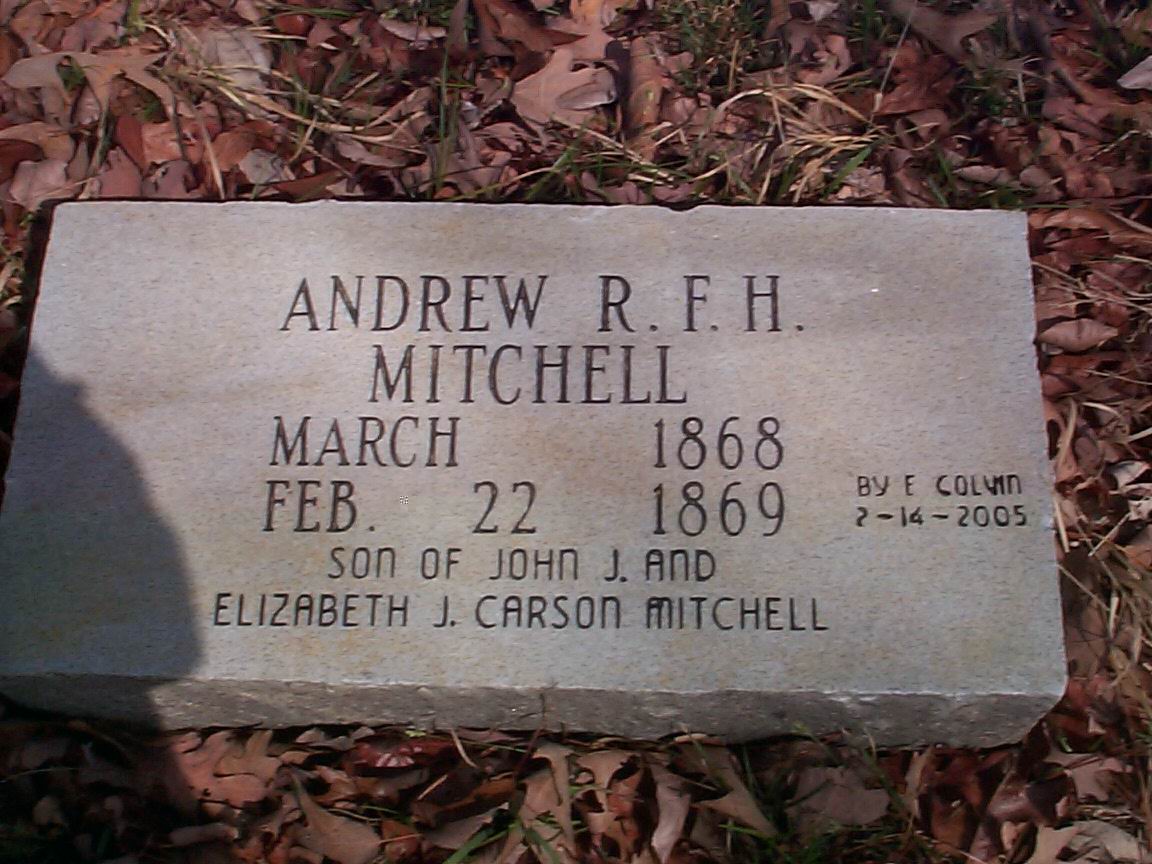 ANDREW R. F. H.
MITCHELL
MARCH 1868
FEB. 22 1869
SON OF JOHN J. AND
ELIZABETH J. CARSON MITCHELL
BY E COLVIN
2-14-2005